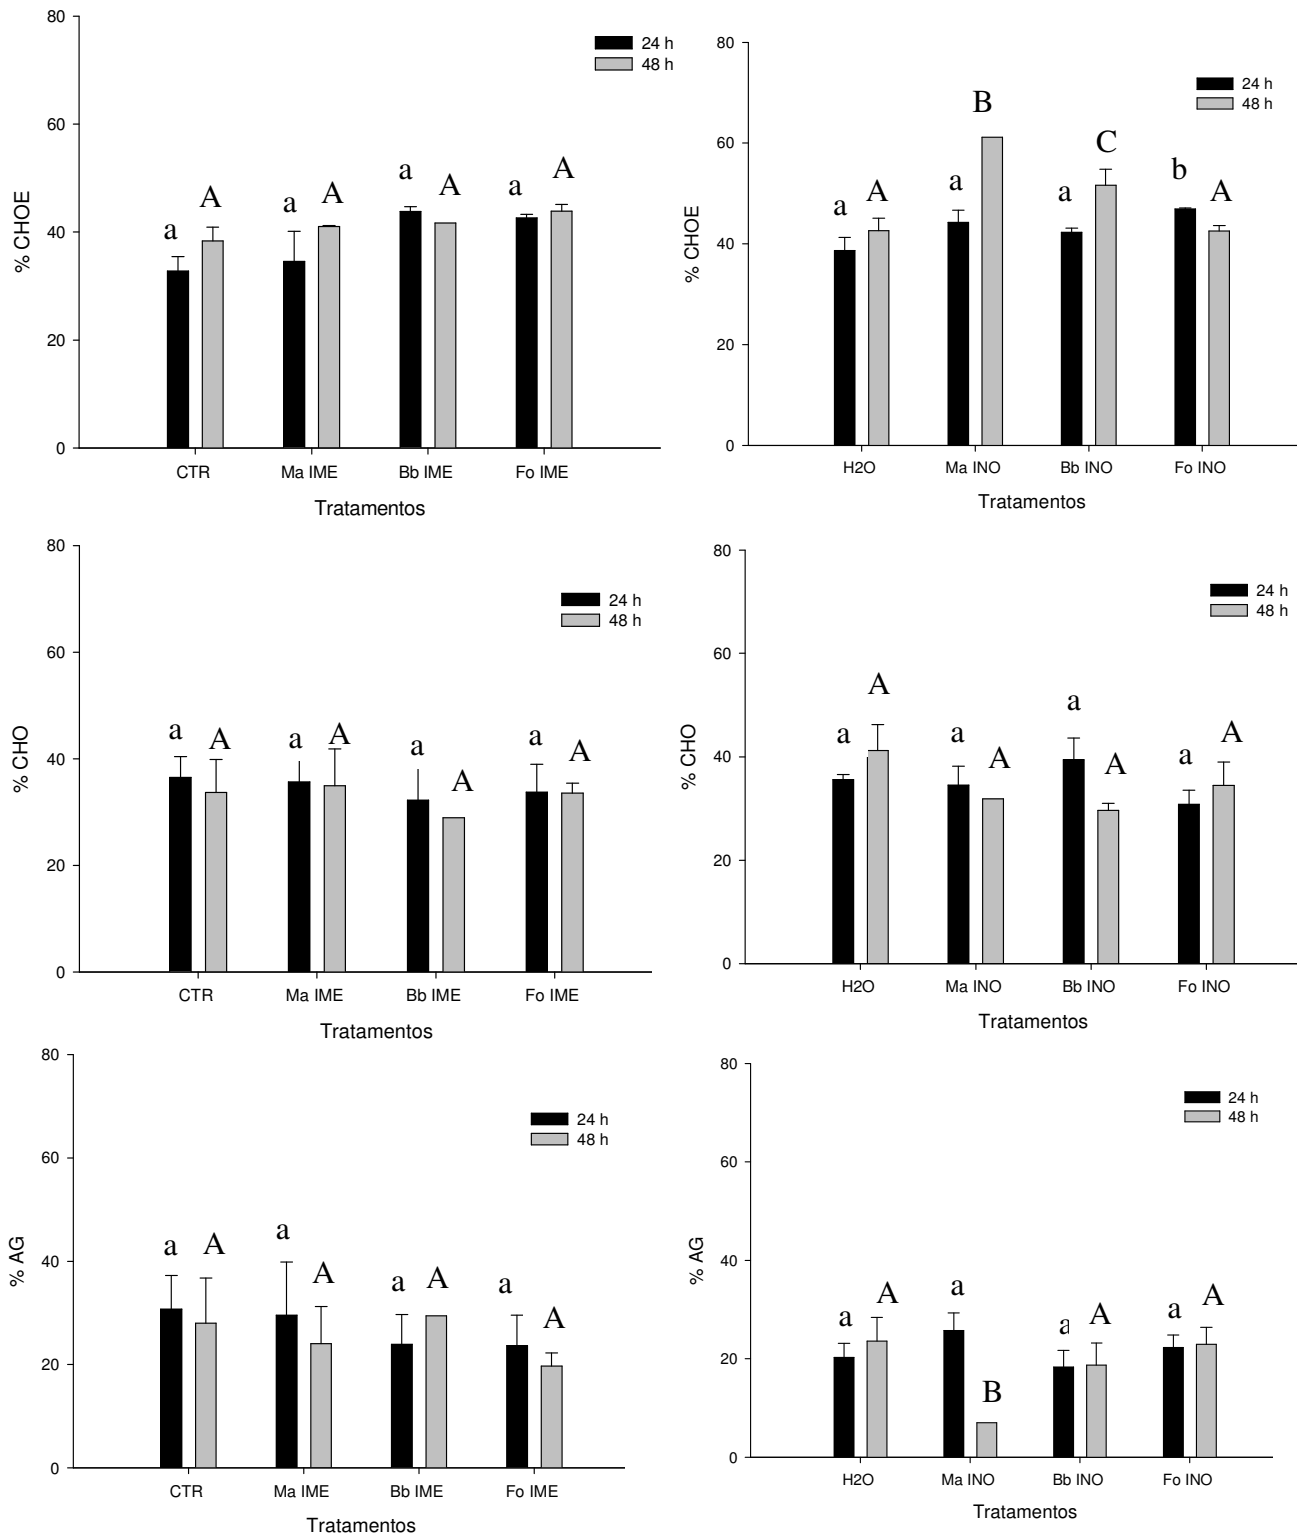 80
60
40
20
0
% CHOE
24 h
48 h
a A a A a A a A
CTR Ma IME Bb IME Fo IME
Tratamentos
80
60
40
20
0
% CHOE
24 h
48 h
a A a B a C b A
H2O Ma INO Bb INO Fo INO
Tratamentos
80
60
40
20
0
% CHO
24 h
48 h
a A a A a A a A
CTR Ma IME Bb IME Fo IME
Tratamentos
80
60
40
20
0
% CHO
24 h
48 h
a A a A a A a A
H2O Ma INO Bb INO Fo INO
Tratamentos
80
60
40
20
0
% AG
24 h
48 h
a A a A a A a A
CTR Ma IME Bb IME Fo IME
Tratamentos
80
60
40
20
0
% AG
24 h
48 h
a A a B a A a A
H2O Ma INO Bb INO Fo INO
Tratamentos